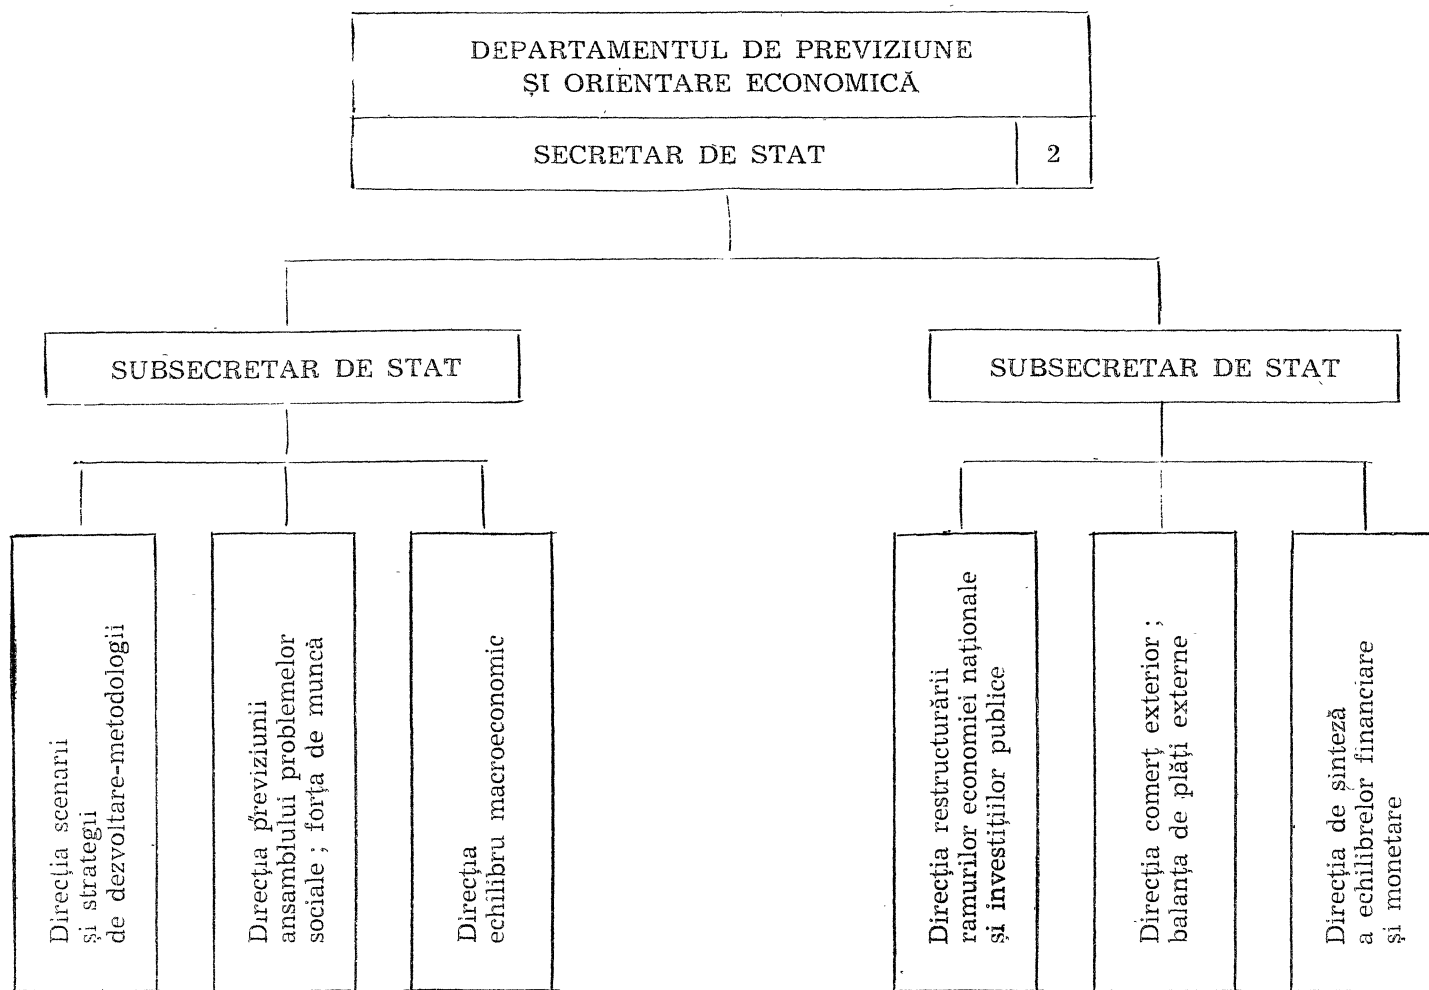 DEPARTAMENTUL DE PREVIZIUNE
ȘI ORIENTARE ECONOMICĂ
SECRETAR DE STAT
2
SUBSECRETAR DE STAT
SUBSECRETAR DE STAT
Direcția scenarii
și strategii
de dezvoltare-metodologii
Direcția previziunii
ansamblului problemelor
sociale ; forța de muncă
Direcția
echilibru macroeconomic
Direcția restructurării
ramurilor economiei naționale
și investițiilor publice
Direcția comerț exterior ;
balanța de plăți externe
Direcția de sinteză
a echilibrelor financiare
și monetare